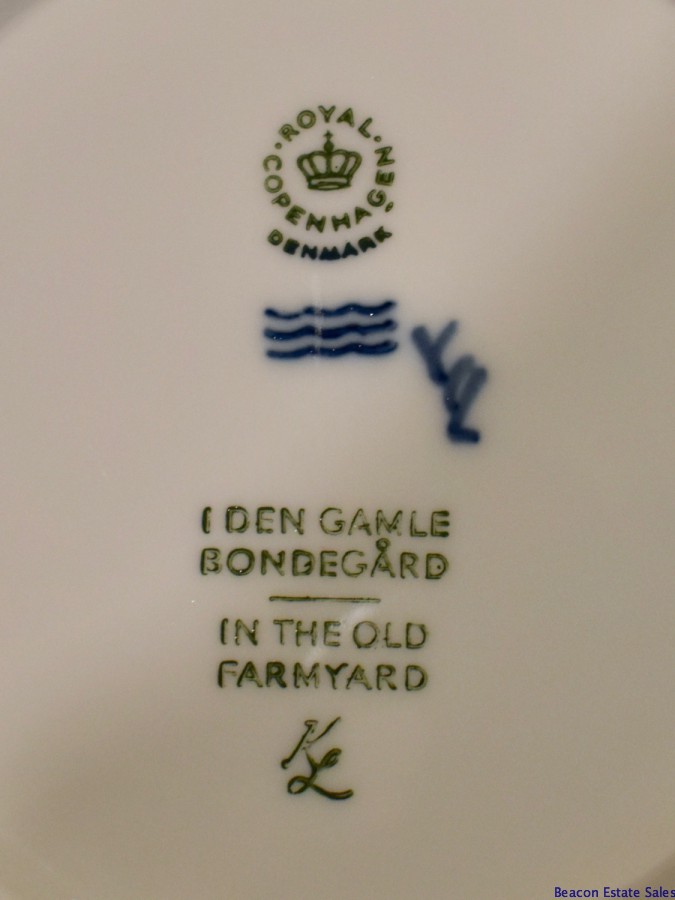 ROYAL COPENHAGEN
DENMARK
I DEN GAMLE
BONDEGÅRD
IN THE OLD
FARMYARD
KL
Beacon Estate Sales